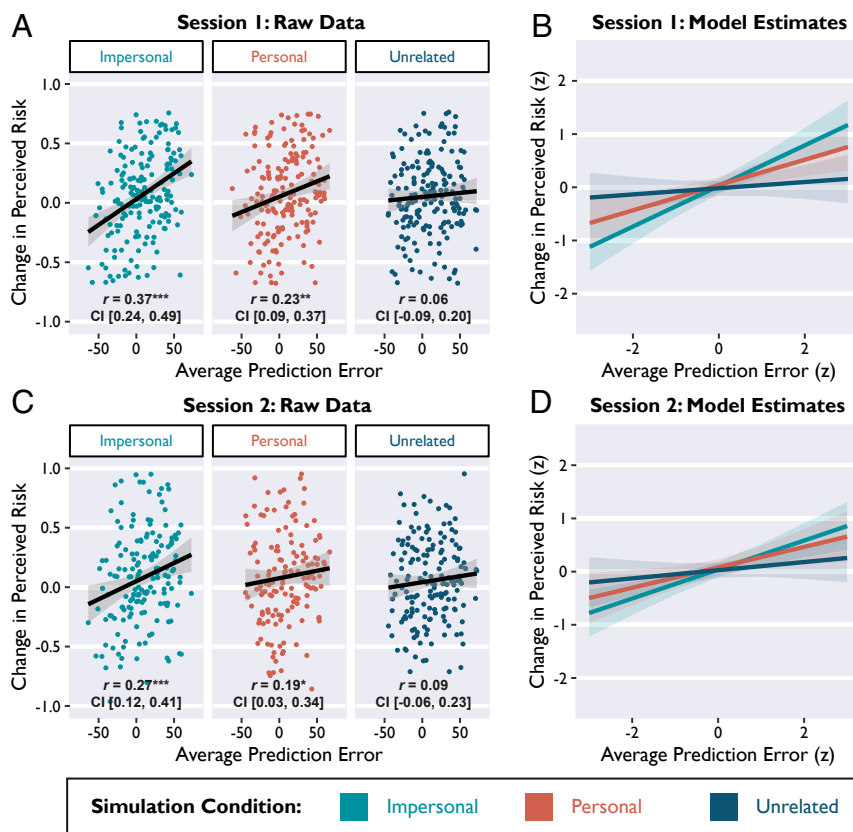 A
Session 1: Raw Data
Impersonal Personal Unrelated
Change in Perceived Risk
1.0
0.5
0.0
-0.5
-1.0
r = 0.37***
CI [0.24, 0.49]
r = 0.23**
CI [0.09, 0.37]
r = 0.06
CI [-0.09, 0.20]
-50 0 50 -50 0 50 -50 0 50
Average Prediction Error
B
Session 1: Model Estimates
Change in Perceived Risk (z)
2
1
0
-1
-2
-2 0 2
Average Prediction Error (z)
C
Session 2: Raw Data
Impersonal Personal Unrelated
Change in Perceived Risk
1.0
0.5
0.0
-0.5
-1.0
r = 0.27***
CI [0.12, 0.41]
r = 0.19*
CI [0.03, 0.34]
r = 0.09
CI [-0.06, 0.23]
-50 0 50 -50 0 50 -50 0 50
Average Prediction Error
D
Session 2: Model Estimates
Change in Perceived Risk (z)
2
1
0
-1
-2
-2 0 2
Average Prediction Error (z)
Simulation Condition: Impersonal Personal Unrelated